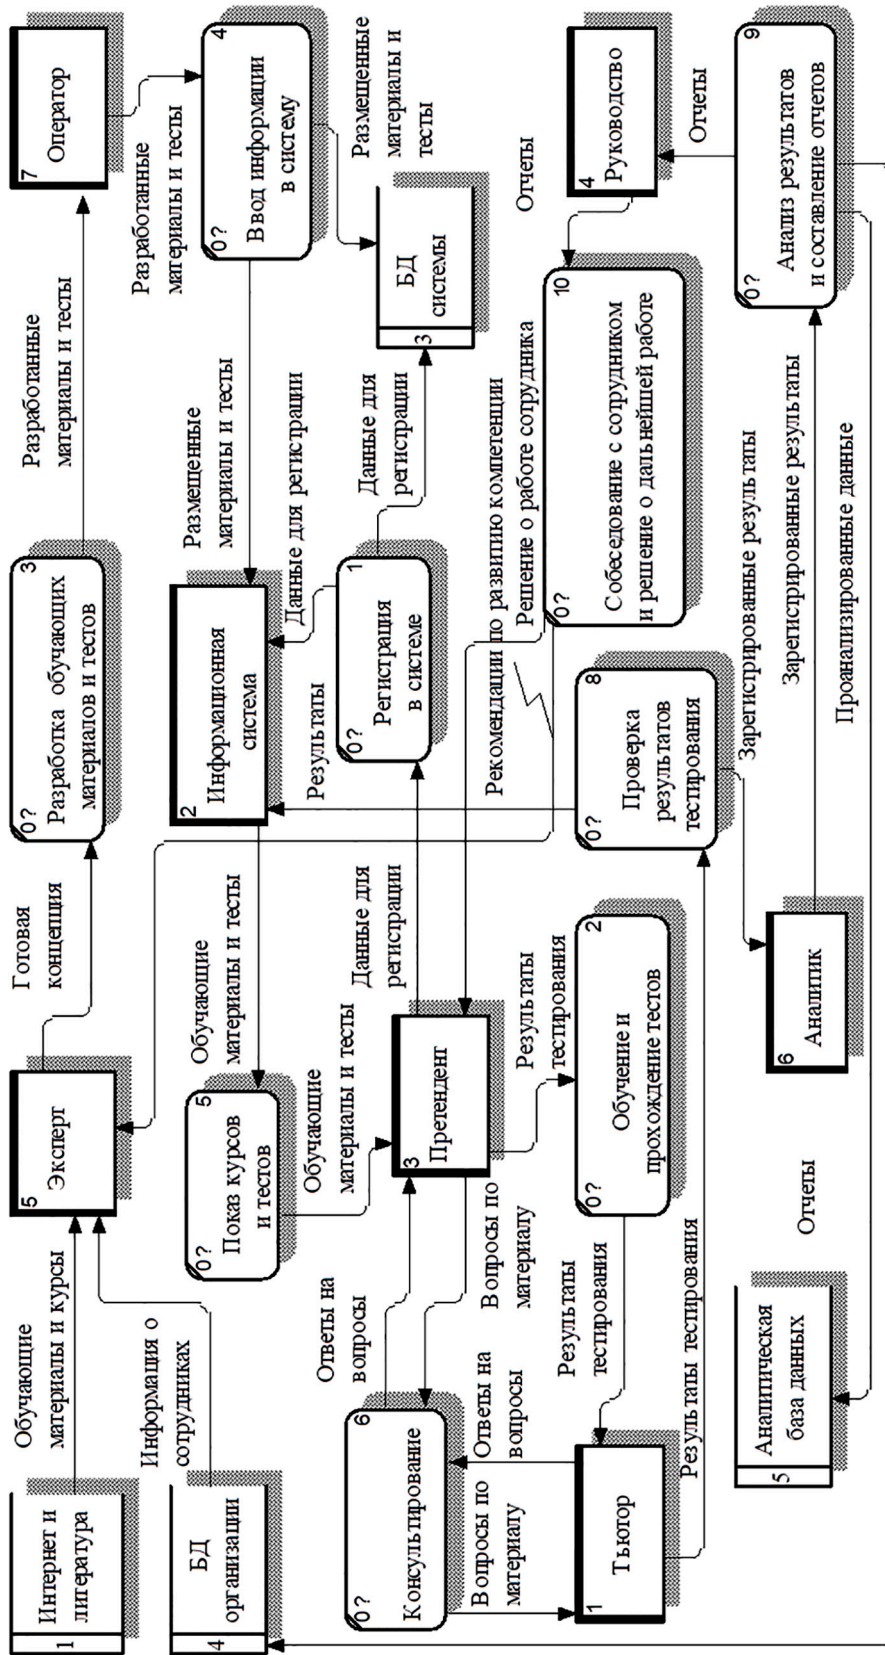 1
Интернет и
литература
Обучающие
материалы и курсы
5
Эксперт
Готовая
концепция
0?
3
Разработка обучающих
материалов и тестов
Разработанные
материалы и тесты
7
Оператор
4
БД
организации
Информация о
сотрудниках
0?
5
Показ курсов
и тестов
Обучающие
материалы и тесты
2
Информационная
система
Размещенные
материалы и тесты
Разработанные
материалы и тесты
0?
4
Ввод информации
в систему
Обучающие
материалы и тесты
Результаты
Данные для регистрации
0?
1
Регистрация
в системе
Данные для
регистрации
3
БД
системы
Размещенные
материалы и
тесты
0?
6
Консультирование
Ответы на
вопросы
3
Претендент
Данные для
регистрации
Вопросы по
материалу
Ответы на
вопросы
Вопросы по
материалу
Результаты
тестирования
Рекомендации по развитию компетенции
Решение о работе сотрудника
Отчеты
1
Тьютор
Результаты
тестирования
0?
2
Обучение и
прохождение тестов
0?
8
Проверка
результатов
тестирования
0?
10
Собеседование с сотрудником
и решение о дальнейшей работе
4
Руководство
Результаты тестирования
Зарегистрированные результаты
Отчеты
5
Аналитическая
база данных
Отчеты
6
Аналитик
Зарегистрированные результаты
Проанализированные данные
0?
9
Анализ результатов
и составление отчетов